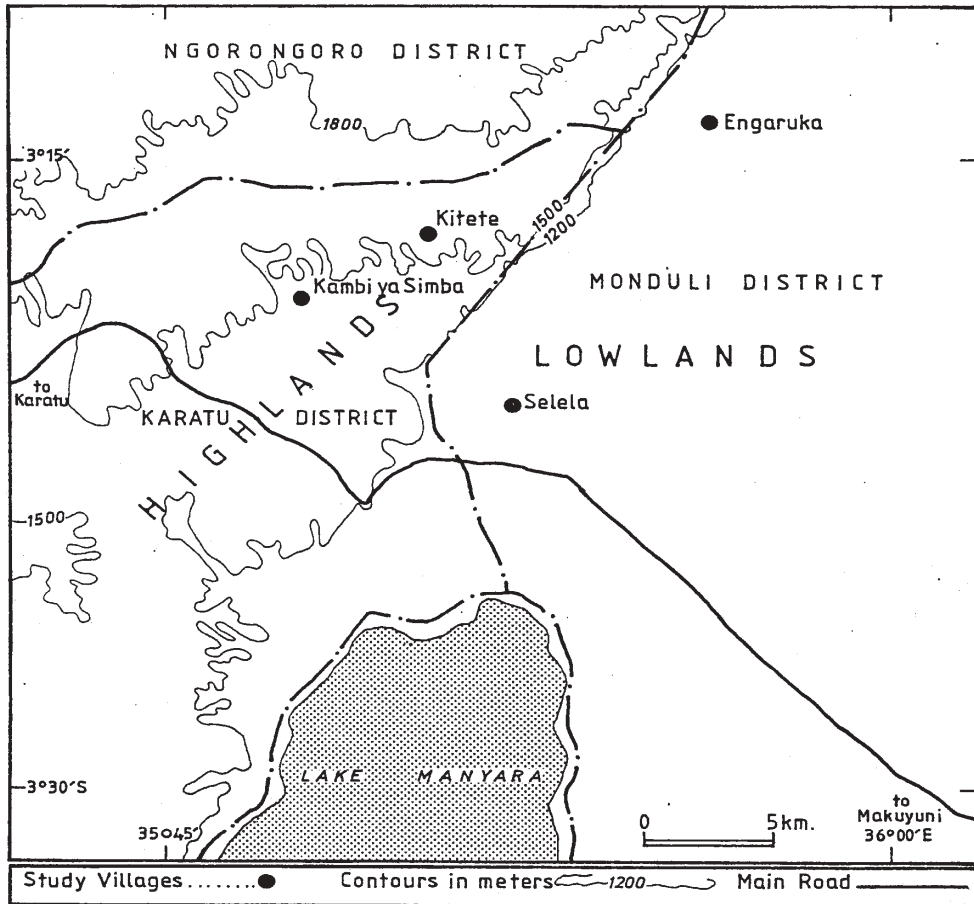 NGORONGORO DISTRICT
1800
Engaruka
3°15'
Kitete
1500
1200
Kambi ya Simba
MONDULI DISTRICT
LOWLANDS
to
Karatu
Selela
KARATU DISTRICT
HIGHLANDS
1500
LAKE MANYARA
3°30'S
0 5km.
to
Makuyuni
35°45'
36°00'E
Study Villages........● Contours in meters 1200 Main Road